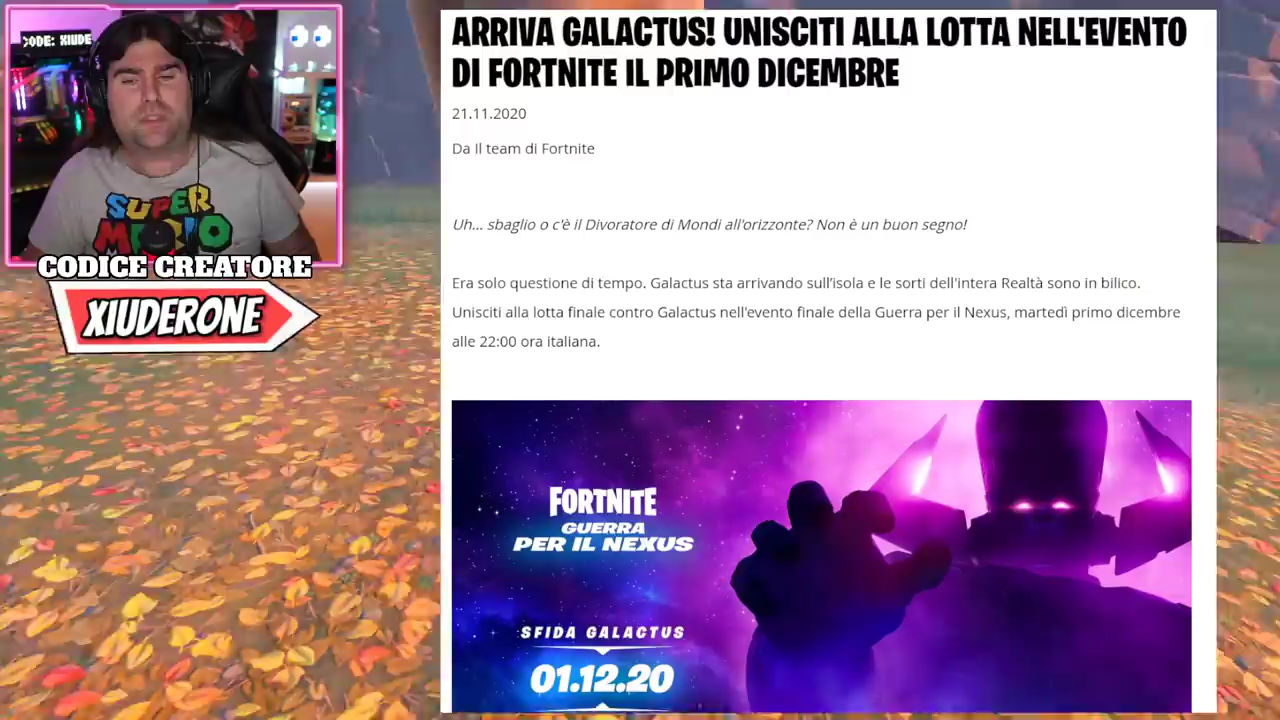 CODE: XIUDE
SUPER
MARIO
CODICE CREATORE
XIUDERONE
ARRIVA GALACTUS! UNISCITI ALLA LOTTA NELL'EVENTO
DI FORTNITE IL PRIMO DICEMBRE
21.11.2020
Da Il team di Fortnite
Uh... sbaglio o c'è il Divoratore di Mondi all'orizzonte? Non è un buon segno!
Era solo questione di tempo. Galactus sta arrivando sull'isola e le sorti dell'intera Realtà sono in bilico.
Unisciti alla lotta finale contro Galactus nell'evento finale della Guerra per il Nexus, martedì primo dicembre
alle 22:00 ora italiana.
FORTNITE
GUERRA
PER IL NEXUS
SFIDA GALACTUS
01.12.20